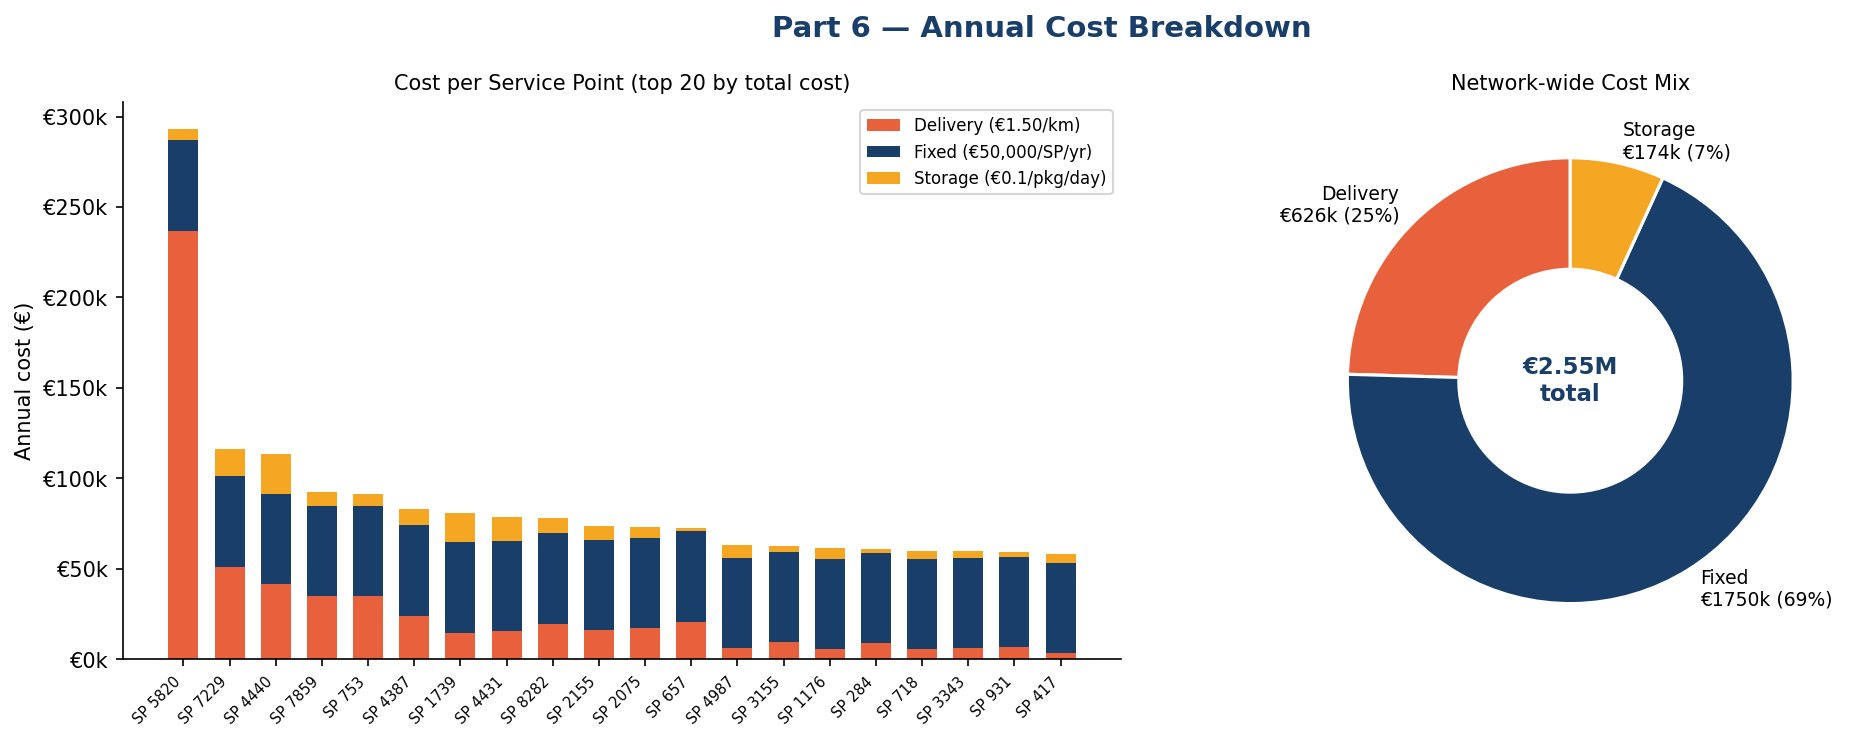 Part 6 — Annual Cost Breakdown
Cost per Service Point (top 20 by total cost)
Annual cost (€)
€300k
€250k
€200k
€150k
€100k
€50k
€0k
Delivery (€1.50/km)
Fixed (€50,000/SP/yr)
Storage (€0.1/pkg/day)
SP 5820
SP 7229
SP 4440
SP 7859
SP 753
SP 4387
SP 1739
SP 4431
SP 8282
SP 2155
SP 2075
SP 657
SP 4987
SP 3155
SP 1176
SP 284
SP 718
SP 3343
SP 931
SP 417
Network-wide Cost Mix
Storage
€174k (7%)
Delivery
€626k (25%)
€2.55M
total
Fixed
€1750k (69%)